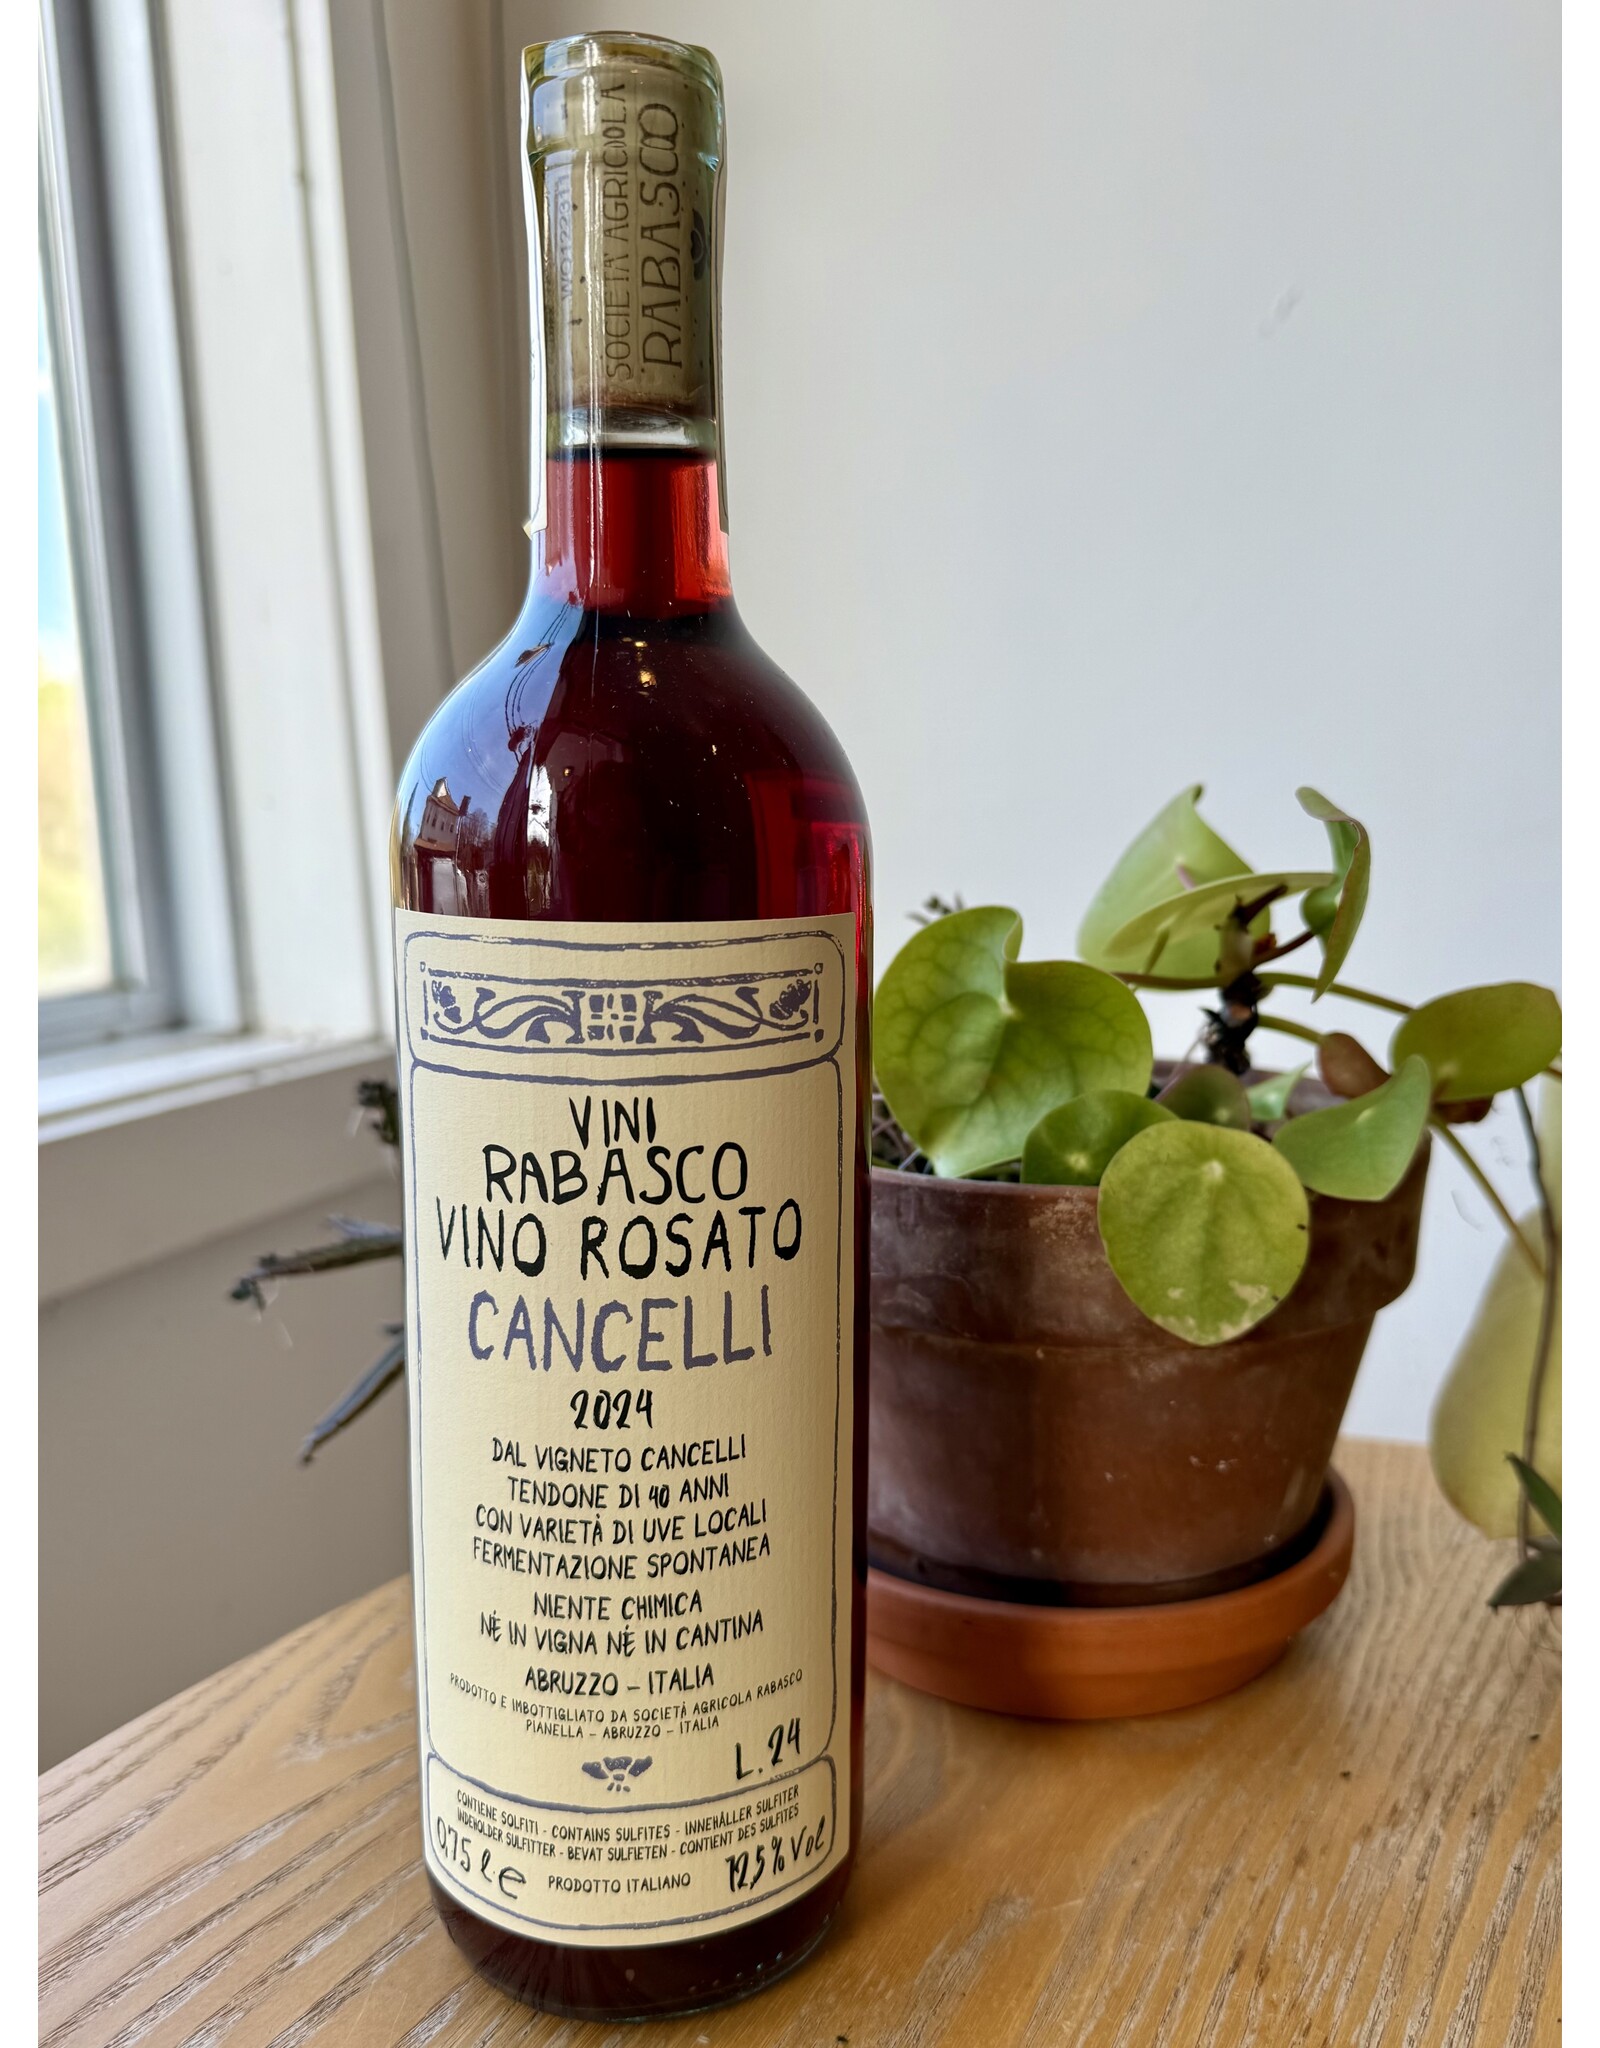 SOCIETÀ AGRICOLA
RABASCO
VINI
RABASCO
VINO ROSATO
CANCELLI
2024
DAL VIGNETO CANCELLI
TENDONE DI 40 ANNI
CON VARIETÀ DI UVE LOCALI
FERMENTAZIONE SPONTANEA
NIENTE CHIMICA
NÉ IN VIGNA NÉ IN CANTINA
ABRUZZO – ITALIA
PRODOTTO E IMBOTTIGLIATO DA SOCIETÀ AGRICOLA RABASCO
PIANELLA – ABRUZZO – ITALIA
L.24
CONTIENE SOLFITI - CONTAINS SULFITES - INNEHÅLLER SULFITER
INDEHOLDER SULFITTER - BEVAT SULFIETEN - CONTIENT DES SULFITES
0,75 l e PRODOTTO ITALIANO 12,5% Vol